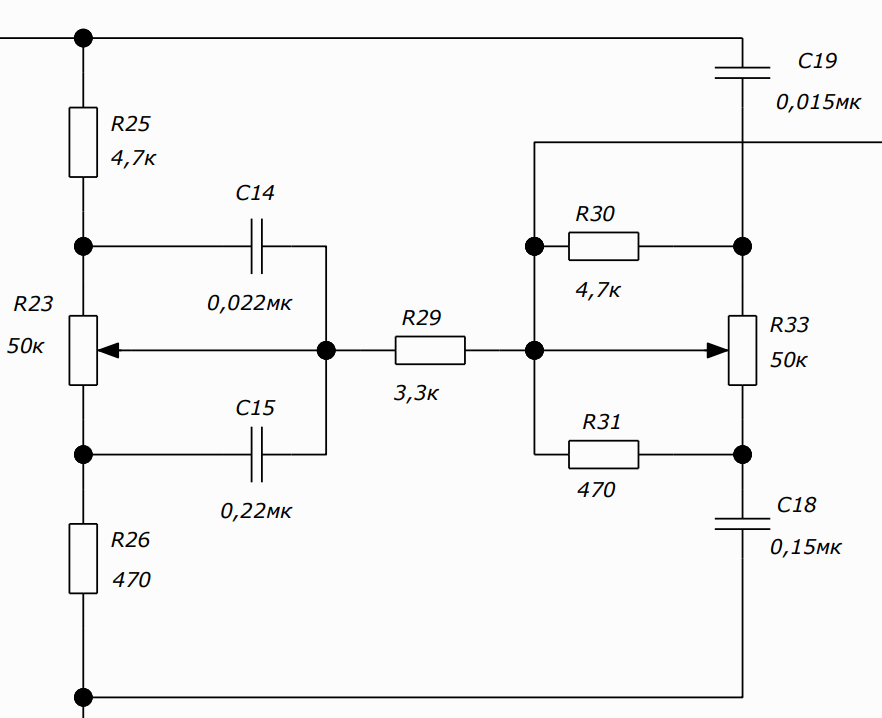 C19
0,015мк
R25
4,7к
C14
R30
0,022мк
4,7к
R23
50к
R29
R33
50к
3,3к
C15
R31
0,22мк
470
C18
0,15мк
R26
470